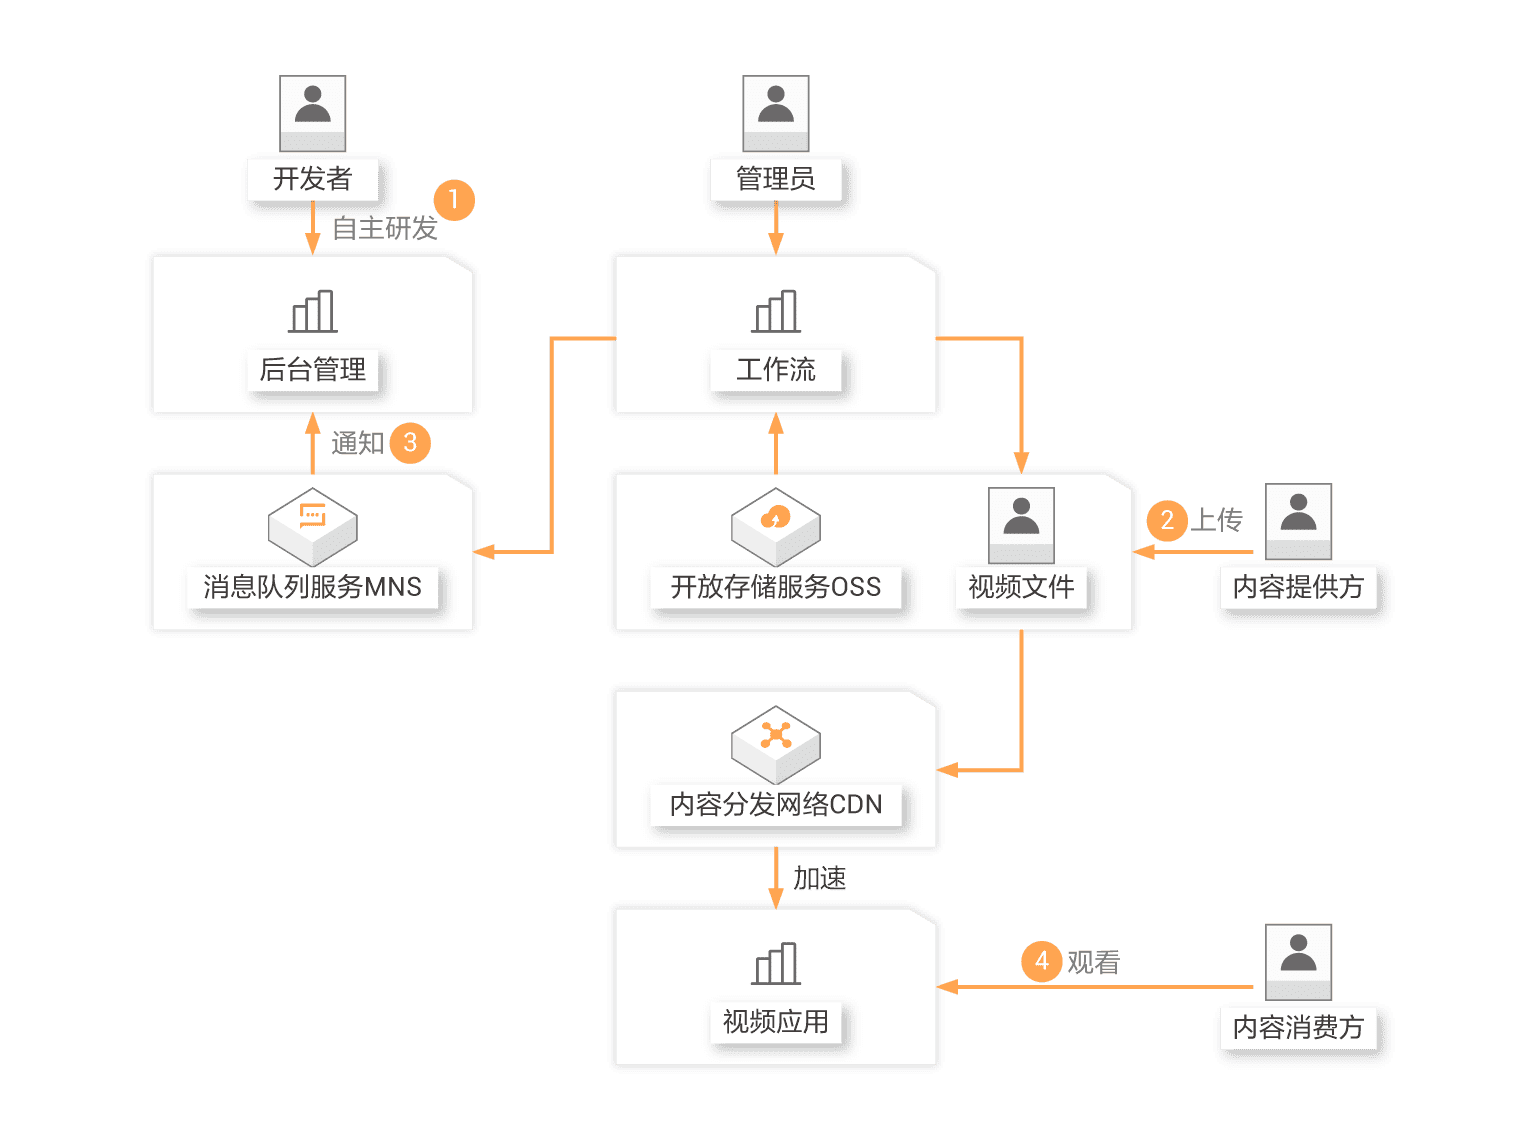 开发者
管理员
1
自主研发
后台管理
工作流
通知 3
2 上传
消息队列服务MNS
开放存储服务OSS
视频文件
内容提供方
内容分发网络CDN
加速
4 观看
视频应用
内容消费方